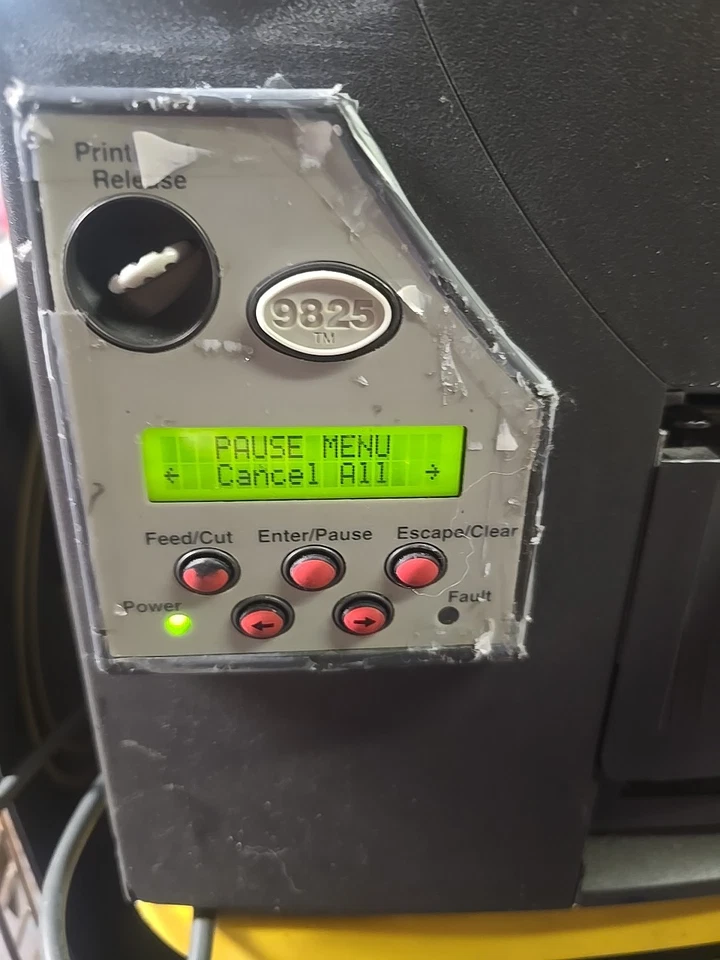 Print
Release
9825
TM
PAUSE MENU
← Cancel All →
Feed/Cut Enter/Pause Escape/Clear
Power
← →
Fault